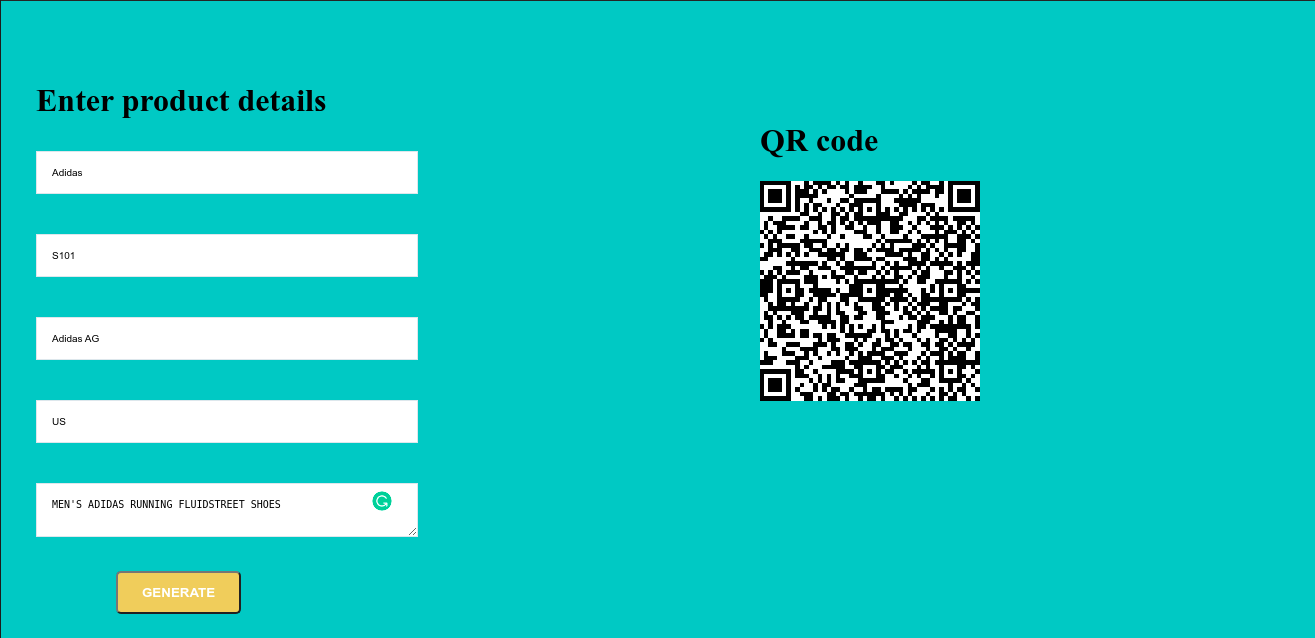 Enter product details
Adidas
S101
Adidas AG
US
MEN'S ADIDAS RUNNING FLUIDSTREET SHOES
GENERATE
QR code